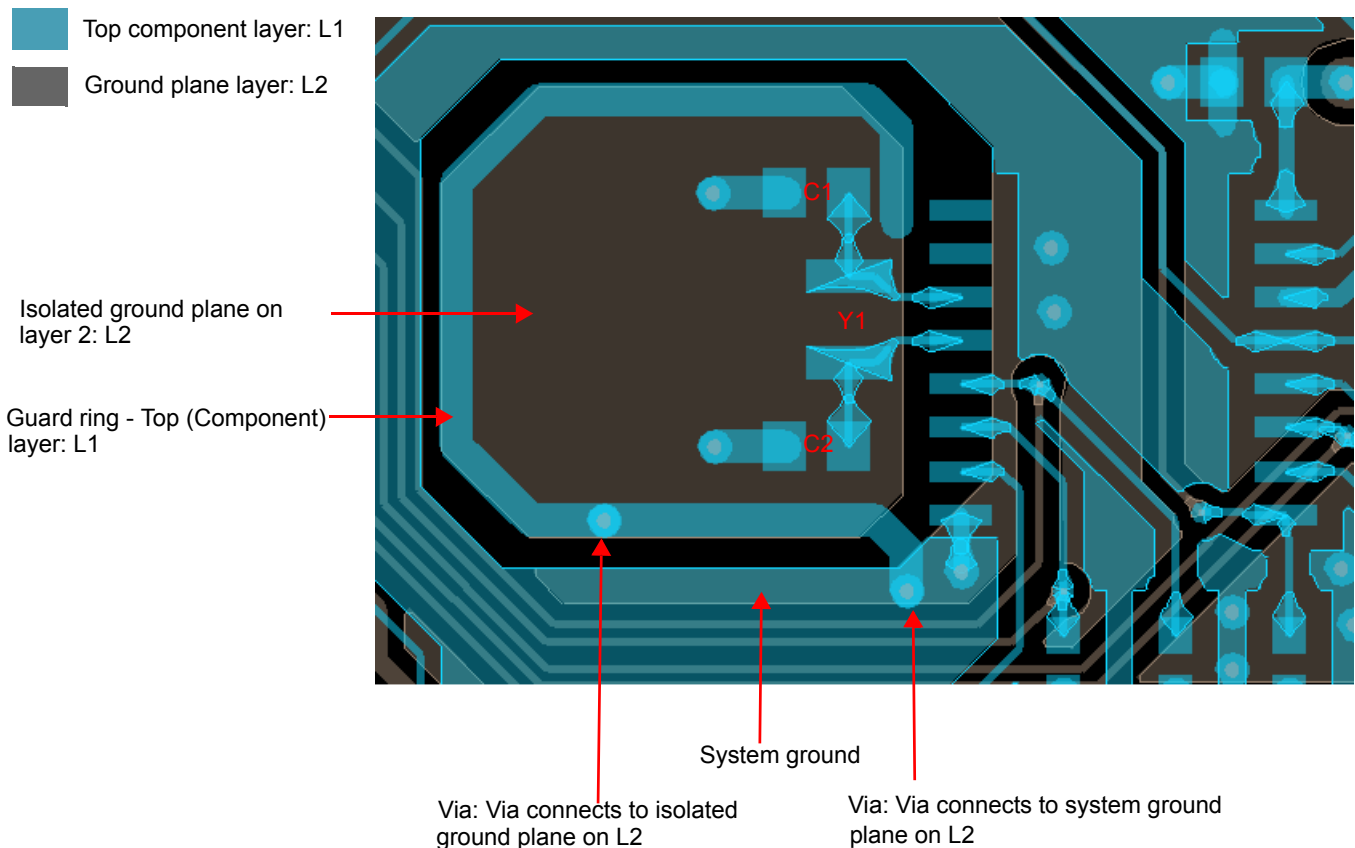 Top component layer: L1
Ground plane layer: L2
C1
Isolated ground plane on
layer 2: L2
Y1
Guard ring - Top (Component)
layer: L1
C2
System ground
Via: Via connects to isolated
ground plane on L2
Via: Via connects to system ground
plane on L2